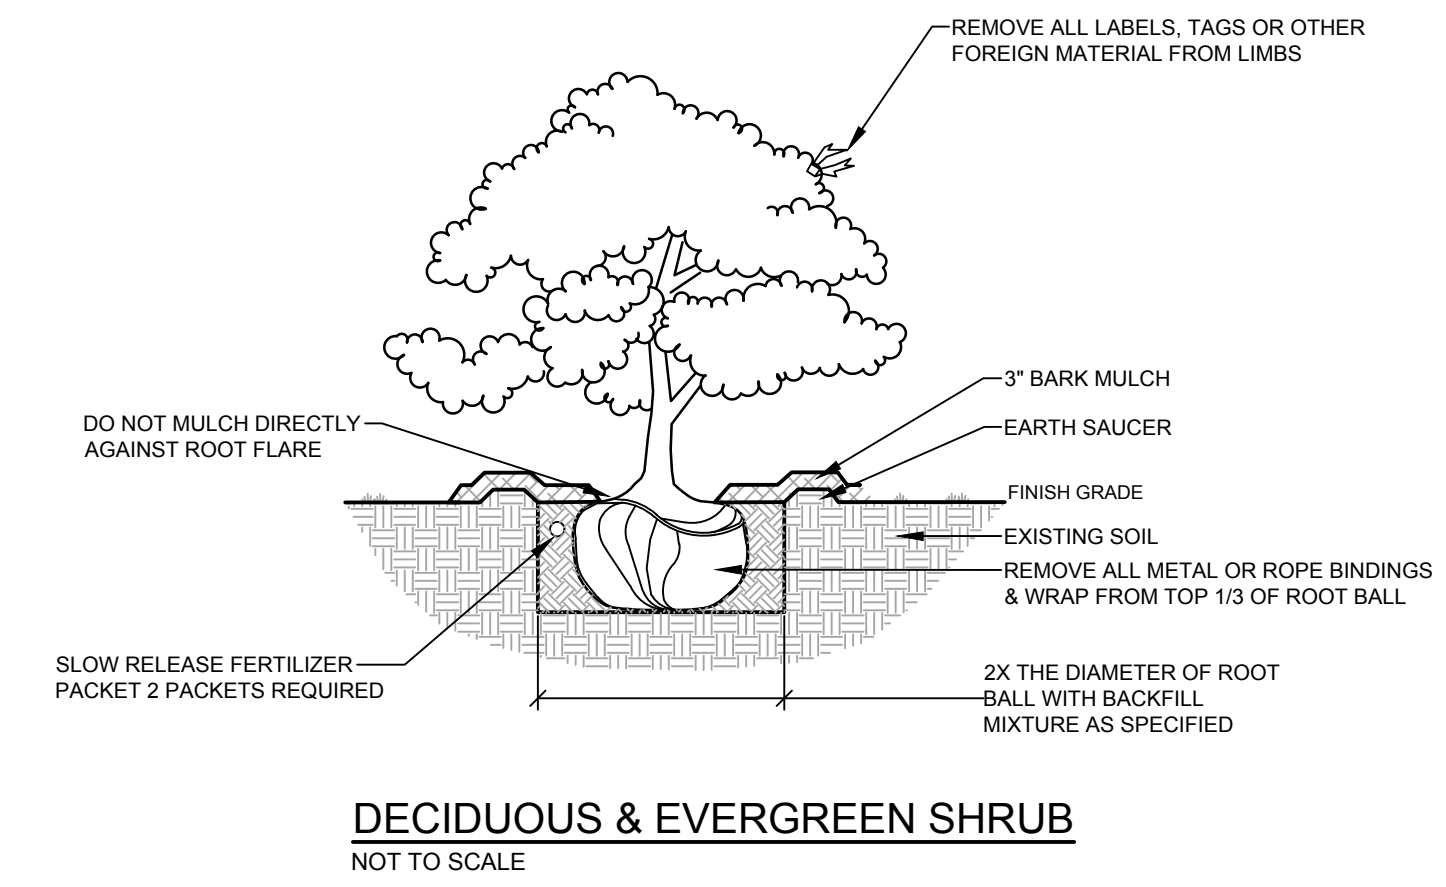 REMOVE ALL LABELS, TAGS OR OTHER
FOREIGN MATERIAL FROM LIMBS
3" BARK MULCH
DO NOT MULCH DIRECTLY
AGAINST ROOT FLARE
EARTH SAUCER
FINISH GRADE
EXISTING SOIL
REMOVE ALL METAL OR ROPE BINDINGS
& WRAP FROM TOP 1/3 OF ROOT BALL
SLOW RELEASE FERTILIZER
PACKET 2 PACKETS REQUIRED
2X THE DIAMETER OF ROOT
BALL WITH BACKFILL
MIXTURE AS SPECIFIED
DECIDUOUS & EVERGREEN SHRUB
NOT TO SCALE